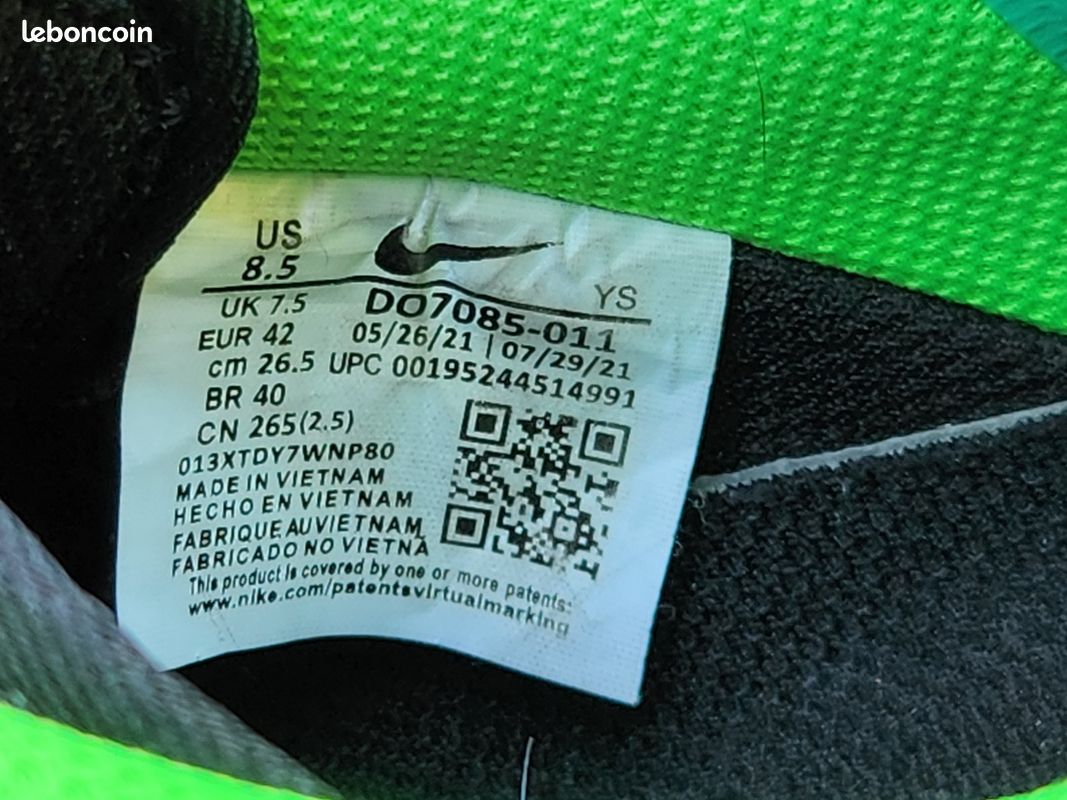 leboncoin
US
8.5
YS
UK 7.5
DO7085-011
EUR 42
05/26/21 | 07/29/21
cm 26.5
UPC 00195244514991
BR 40
CN 265(2.5)
013XTDY7WNP80
MADE IN VIETNAM
HECHO EN VIETNAM
FABRIQUE AU VIETNAM
FABRICADO NO VIETNÃ
This product is covered by one or more patents:
www.nike.com/patentsvirtualmarking